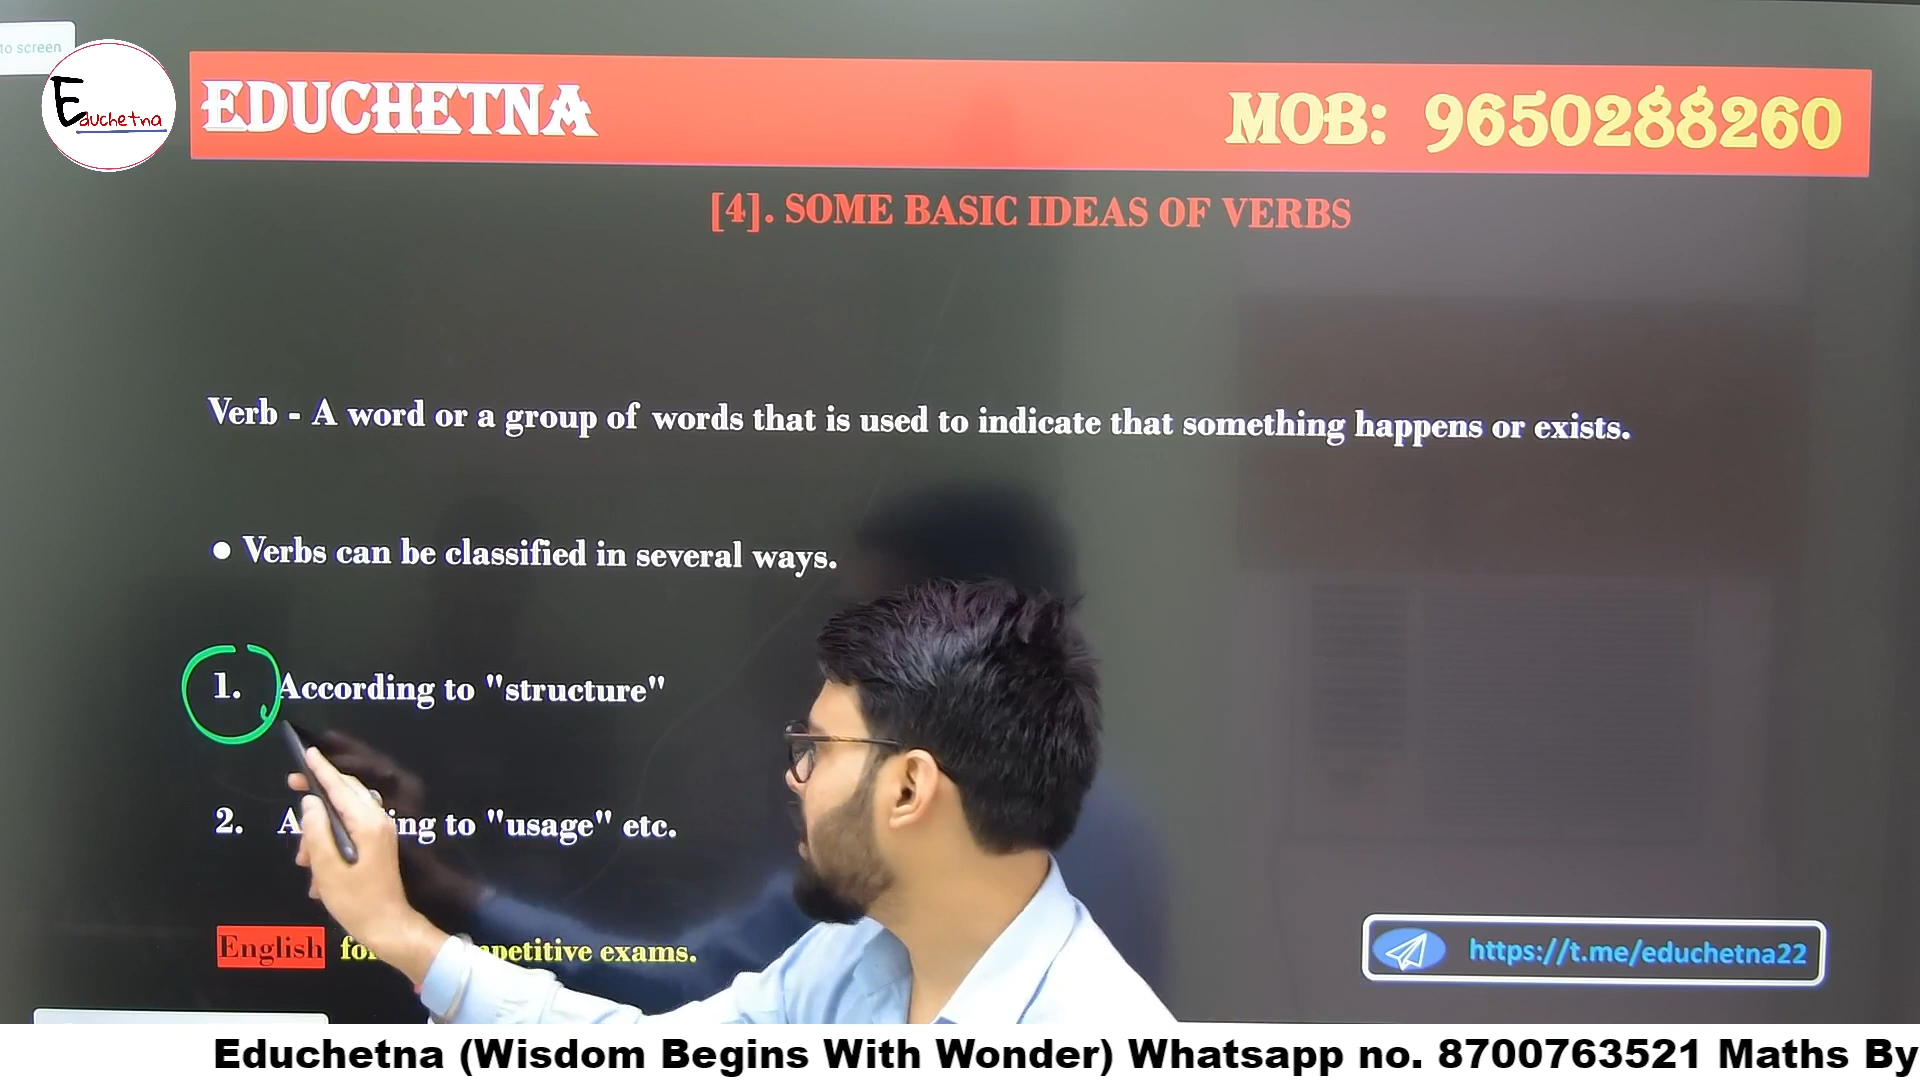 to screen
Educhetna
EDUCHETNA
MOB: 9650288260
[4]. SOME BASIC IDEAS OF VERBS
Verb - A word or a group of words that is used to indicate that something happens or exists.
● Verbs can be classified in several ways.
1. According to "structure"
2. to "usage" etc.
English exams.
https://t.me/educhetna22
Educhetna (Wisdom Begins With Wonder) Whatsapp no. 8700763521 Maths By